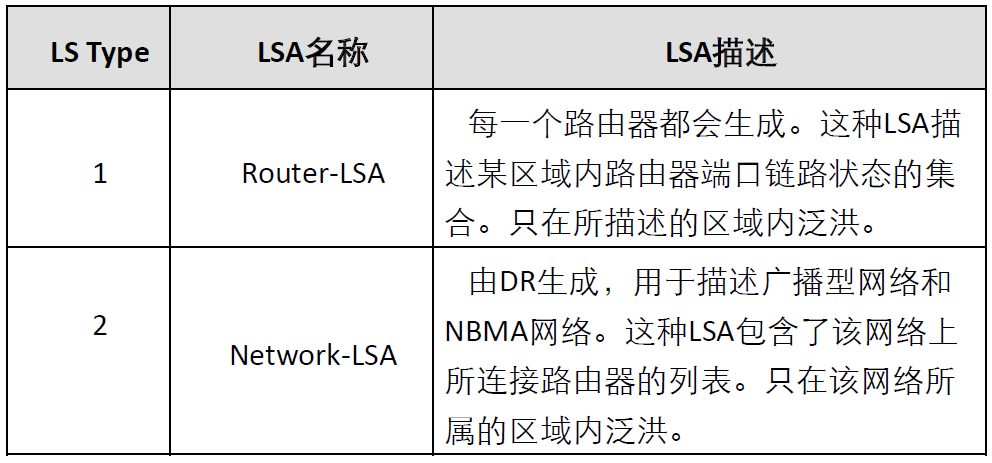 LS Type LSA名称 LSA描述
每一个路由器都会生成。这种LSA描
1 Router-LSA 述某区域内路由器端口链路状态的集
合。只在所描述的区域内泛洪。
由DR生成，用于描述广播型网络和
2 NBMA网络。这种LSA包含了该网络上
Network-LSA 所连接路由器的列表。只在该网络所
属的区域内泛洪。